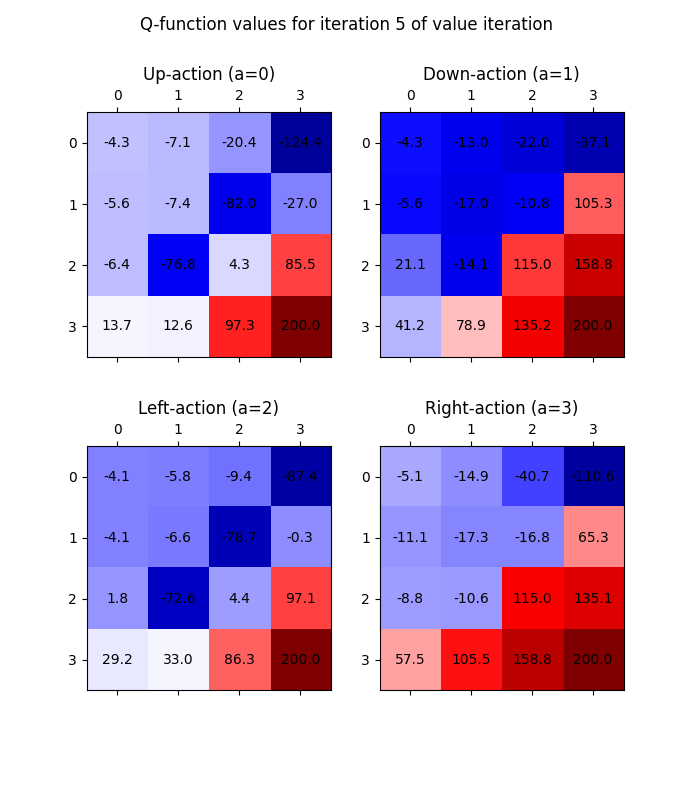 Q-function values for iteration 5 of value iteration
Up-action (a=0)
0 1 2 3
0 -4.3 -7.1 -20.4 -124.4
1 -5.6 -7.4 -82.0 -27.0
2 -6.4 -76.8 4.3 85.5
3 13.7 12.6 97.3 200.0
Down-action (a=1)
0 1 2 3
0 -4.3 -13.0 -22.0 -37.1
1 -5.6 -17.0 -10.8 105.3
2 21.1 -14.1 115.0 158.8
3 41.2 78.9 135.2 200.0
Left-action (a=2)
0 1 2 3
0 -4.1 -5.8 -9.4 -87.4
1 -4.1 -6.6 -78.7 -0.3
2 1.8 -72.6 4.4 97.1
3 29.2 33.0 86.3 200.0
Right-action (a=3)
0 1 2 3
0 -5.1 -14.9 -40.7 -110.6
1 -11.1 -17.3 -16.8 65.3
2 -8.8 -10.6 115.0 135.1
3 57.5 105.5 158.8 200.0